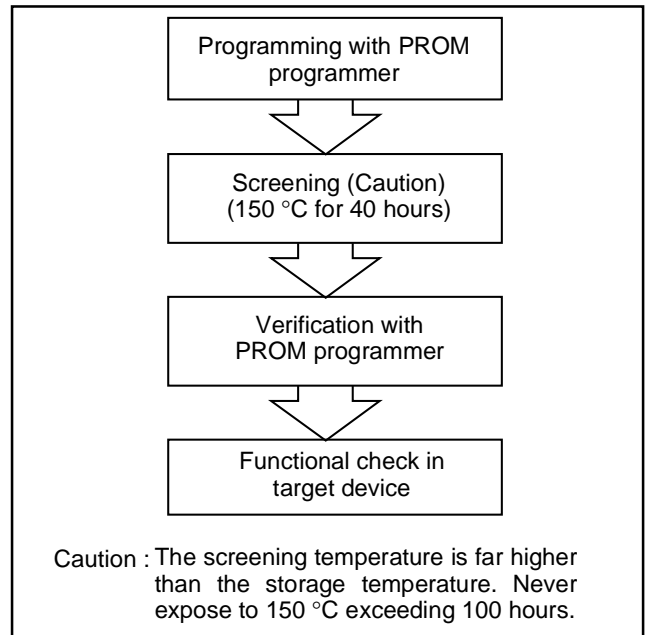 Programming with PROM
programmer
Screening (Caution)
(150 °C for 40 hours)
Verification with
PROM programmer
Functional check in
target device
Caution : The screening temperature is far higher
than the storage temperature. Never
expose to 150 °C exceeding 100 hours.